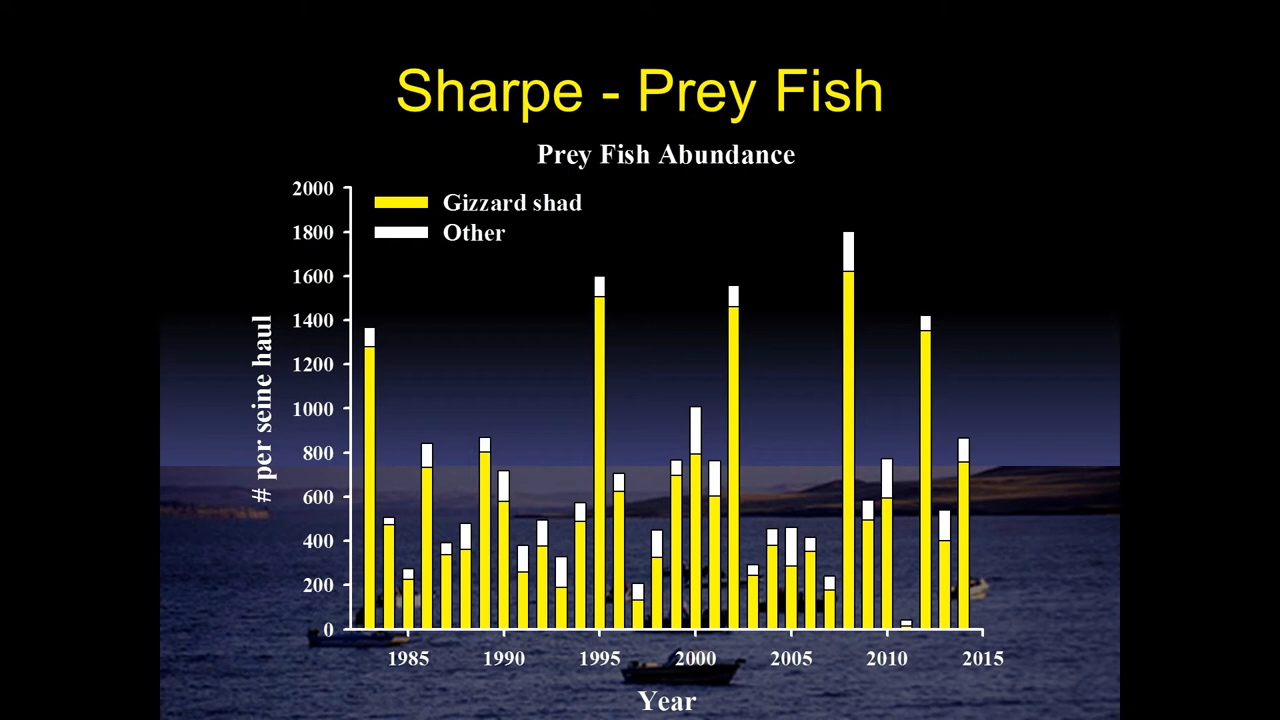 Sharpe - Prey Fish
Prey Fish Abundance
2000
1800
1600
1400
1200
1000
800
600
400
200
0
Gizzard shad
Other
# per seine haul
1985 1990 1995 2000 2005 2010 2015
Year